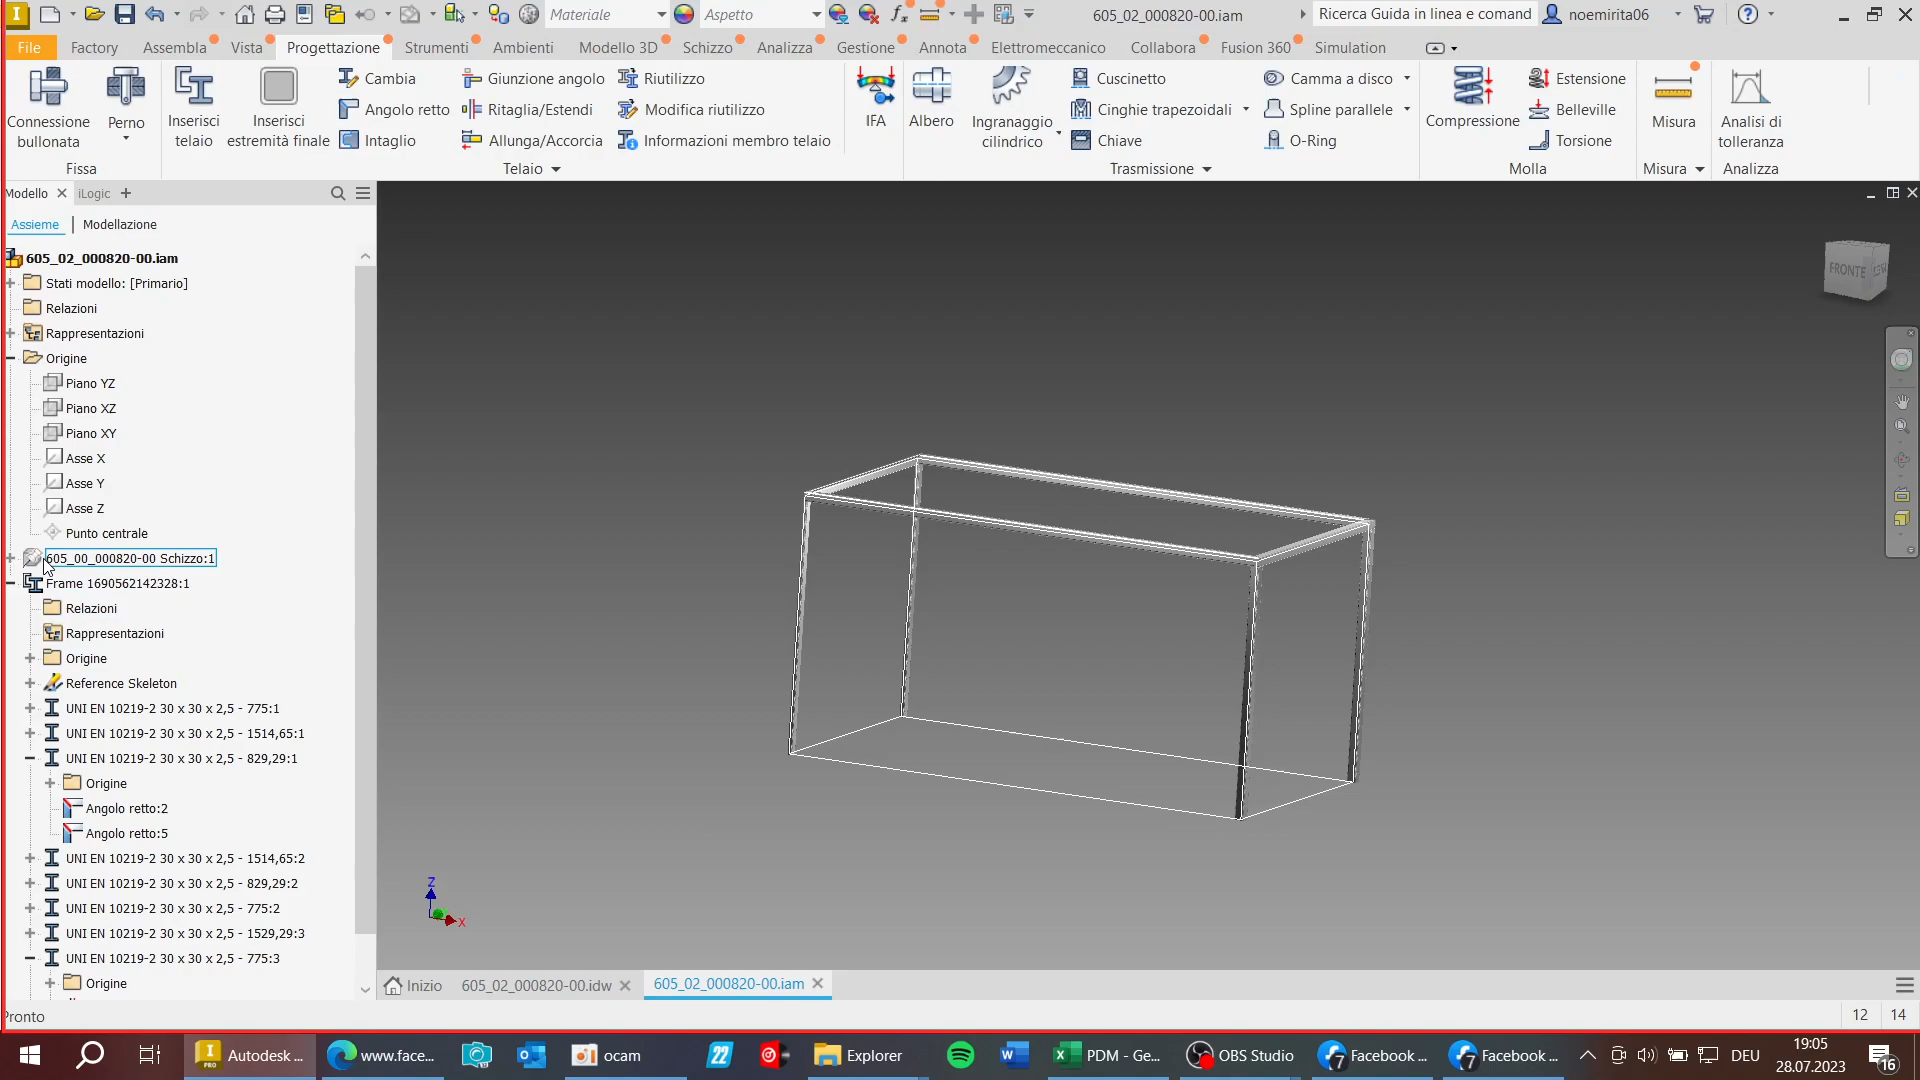 Materiale
Aspetto
605_02_000820-00.iam
Ricerca Guida in linea e comand
noemirita06
File
Factory
Assembla
Vista
Progettazione
Strumenti
Ambienti
Modello 3D
Schizzo
Analizza
Gestione
Annota
Elettromeccanico
Collabora
Fusion 360
Simulation
Connessione
bullonata
Perno
Inserisci
telaio
Inserisci
estremità finale
Cambia
Angolo retto
Intaglio
Giunzione angolo
Ritaglia/Estendi
Allunga/Accorcia
Riutilizzo
Modifica riutilizzo
Informazioni membro telaio
IFA
Albero
Ingranaggio
cilindrico
Cuscinetto
Cinghie trapezoidali
Chiave
Camma a disco
Spline parallele
O-Ring
Compressione
Estensione
Belleville
Torsione
Misura
Analisi di
tolleranza
Fissa
Telaio
Trasmissione
Molla
Misura
Analizza
Modello
iLogic
Assieme
Modellazione
605_02_000820-00.iam
Stati modello: [Primario]
Relazioni
Rappresentazioni
Origine
Piano YZ
Piano XZ
Piano XY
Asse X
Asse Y
Asse Z
Punto centrale
605_00_000820-00 Schizzo:1
Frame 1690562142328:1
Relazioni
Rappresentazioni
Origine
Reference Skeleton
UNI EN 10219-2 30 x 30 x 2,5 - 775:1
UNI EN 10219-2 30 x 30 x 2,5 - 1514,65:1
UNI EN 10219-2 30 x 30 x 2,5 - 829,29:1
Origine
Angolo retto:2
Angolo retto:5
UNI EN 10219-2 30 x 30 x 2,5 - 1514,65:2
UNI EN 10219-2 30 x 30 x 2,5 - 829,29:2
UNI EN 10219-2 30 x 30 x 2,5 - 775:2
UNI EN 10219-2 30 x 30 x 2,5 - 1529,29:3
UNI EN 10219-2 30 x 30 x 2,5 - 775:3
Origine
FRONTE
Z
X
Inizio
605_02_000820-00.idw
605_02_000820-00.iam
Pronto
12
14
Autodesk ...
www.face...
ocam
22
Explorer
PDM - Ge...
OBS Studio
Facebook ...
Facebook ...
DEU
19:05
28.07.2023
16